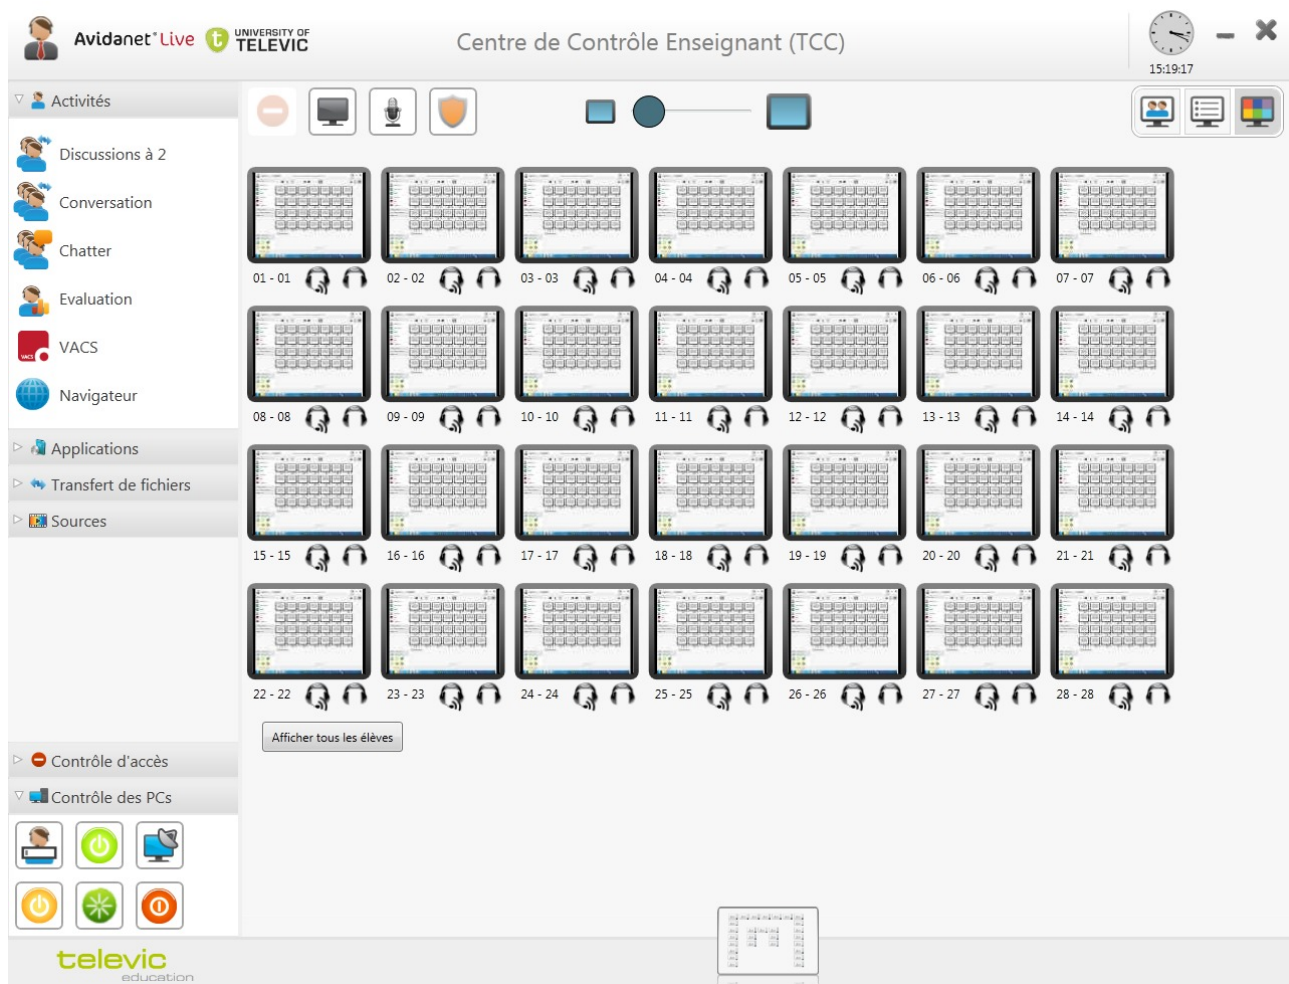 Avidanet® Live
UNIVERSITY OF
TELEVIC
Centre de Contrôle Enseignant (TCC)
15:19:17
Activités
Discussions à 2
Conversation
Chatter
Evaluation
VACS
VACS
Navigateur
Applications
Transfert de fichiers
Sources
01 - 01
02 - 02
03 - 03
04 - 04
05 - 05
06 - 06
07 - 07
08 - 08
09 - 09
10 - 10
11 - 11
12 - 12
13 - 13
14 - 14
15 - 15
16 - 16
17 - 17
18 - 18
19 - 19
20 - 20
21 - 21
22 - 22
23 - 23
24 - 24
25 - 25
26 - 26
27 - 27
28 - 28
Afficher tous les élèves
Contrôle d'accès
Contrôle des PCs
televic
education